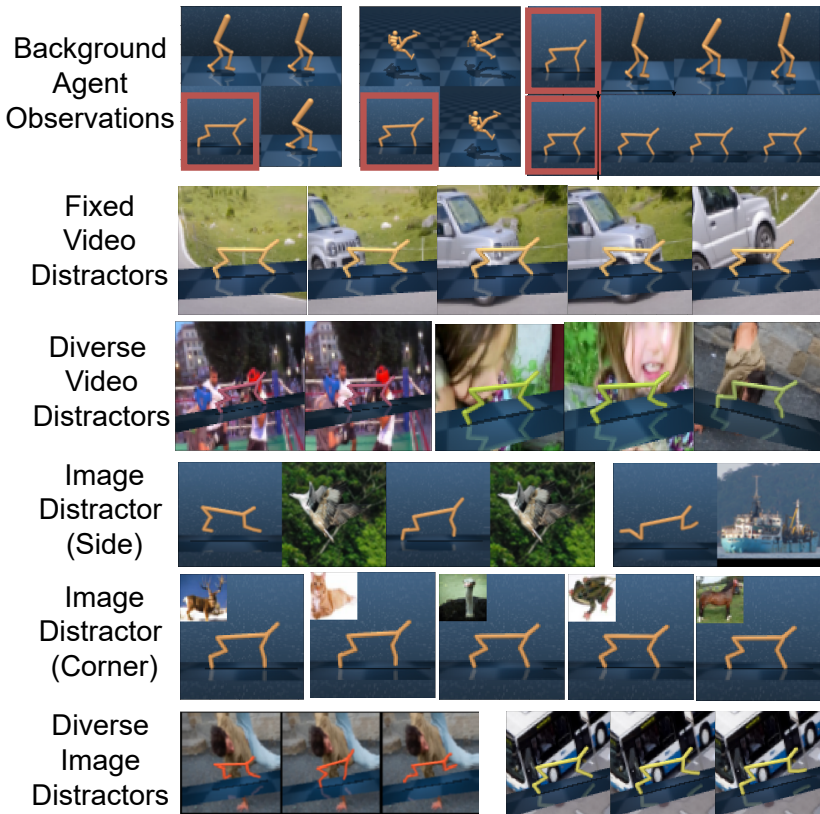 Background
Agent
Observations
Fixed
Video
Distractors
Diverse
Video
Distractors
Image
Distractor
(Side)
Image
Distractor
(Corner)
Diverse
Image
Distractors